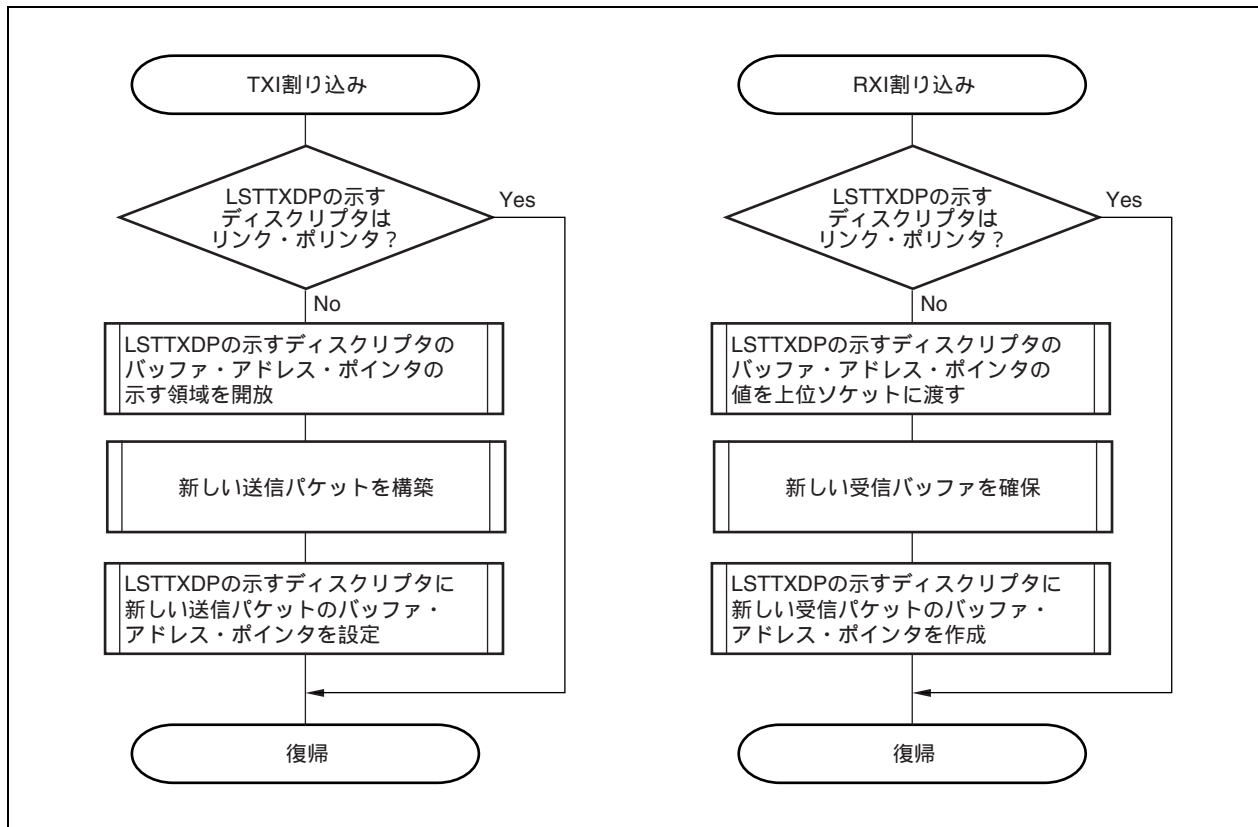 TXI割り込み
LSTTXDPの示す
ディスクリプタは
リンク・ポリンタ？
Yes
No
LSTTXDPの示すディスクリプタの
バッファ・アドレス・ポインタの
示す領域を開放
新しい送信パケットを構築
LSTTXDPの示すディスクリプタに
新しい送信パケットのバッファ・
アドレス・ポインタを設定
復帰
RXI割り込み
LSTTXDPの示す
ディスクリプタは
リンク・ポリンタ？
Yes
No
LSTTXDPの示すディスクリプタの
バッファ・アドレス・ポインタの
値を上位ソケットに渡す
新しい受信バッファを確保
LSTTXDPの示すディスクリプタに
新しい受信パケットのバッファ・
アドレス・ポインタを作成
復帰